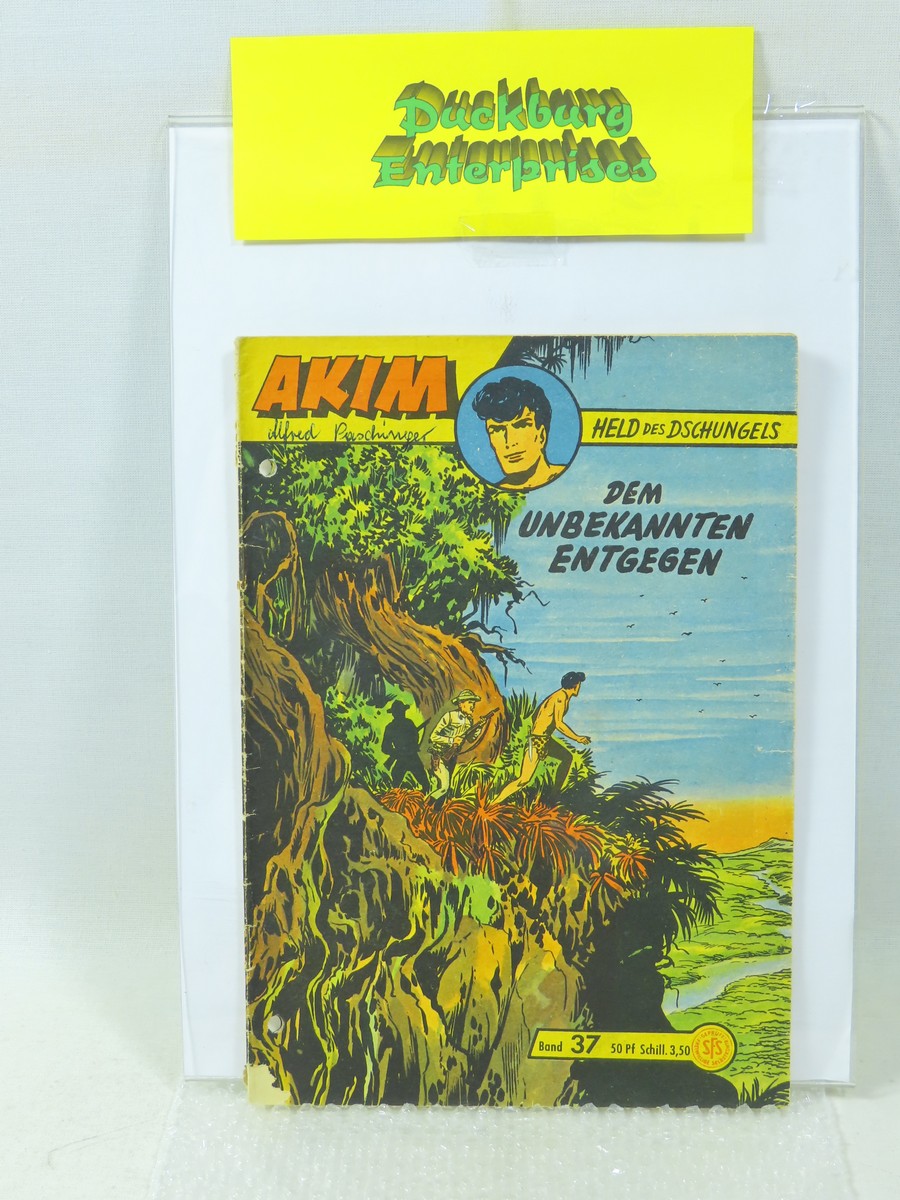 Duckburg
Enterprises
AKIM
Alfred Paschinger
HELD DES DSCHUNGELS
DEM
UNBEKANNTEN
ENTGEGEN
Band 37 50 Pf Schill. 3,50
SFS